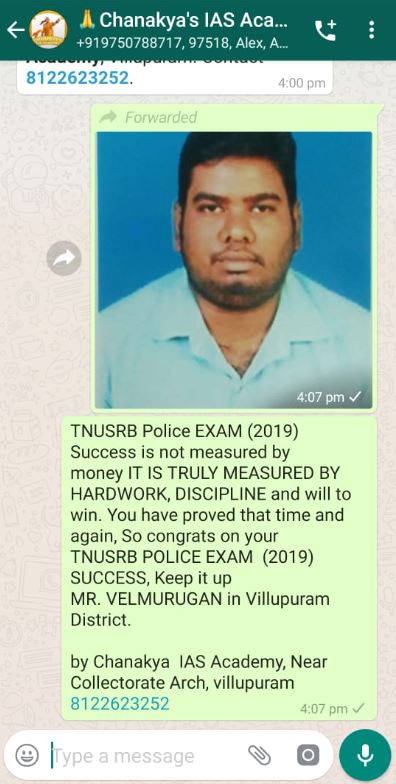 🙏 Chanakya's IAS Aca...
+919750788717, 97518, Alex, A...
Academy, Villupuram. Contact
8122623252.
4:00 pm
Forwarded
4:07 pm
TNUSRB Police EXAM (2019)
Success is not measured by
money IT IS TRULY MEASURED BY
HARDWORK, DISCIPLINE and will to
win. You have proved that time and
again, So congrats on your
TNUSRB POLICE EXAM  (2019)
SUCCESS, Keep it up
MR. VELMURUGAN in Villupuram
District.
by Chanakya  IAS Academy, Near
Collectorate Arch, villupuram
8122623252
4:07 pm
Type a message